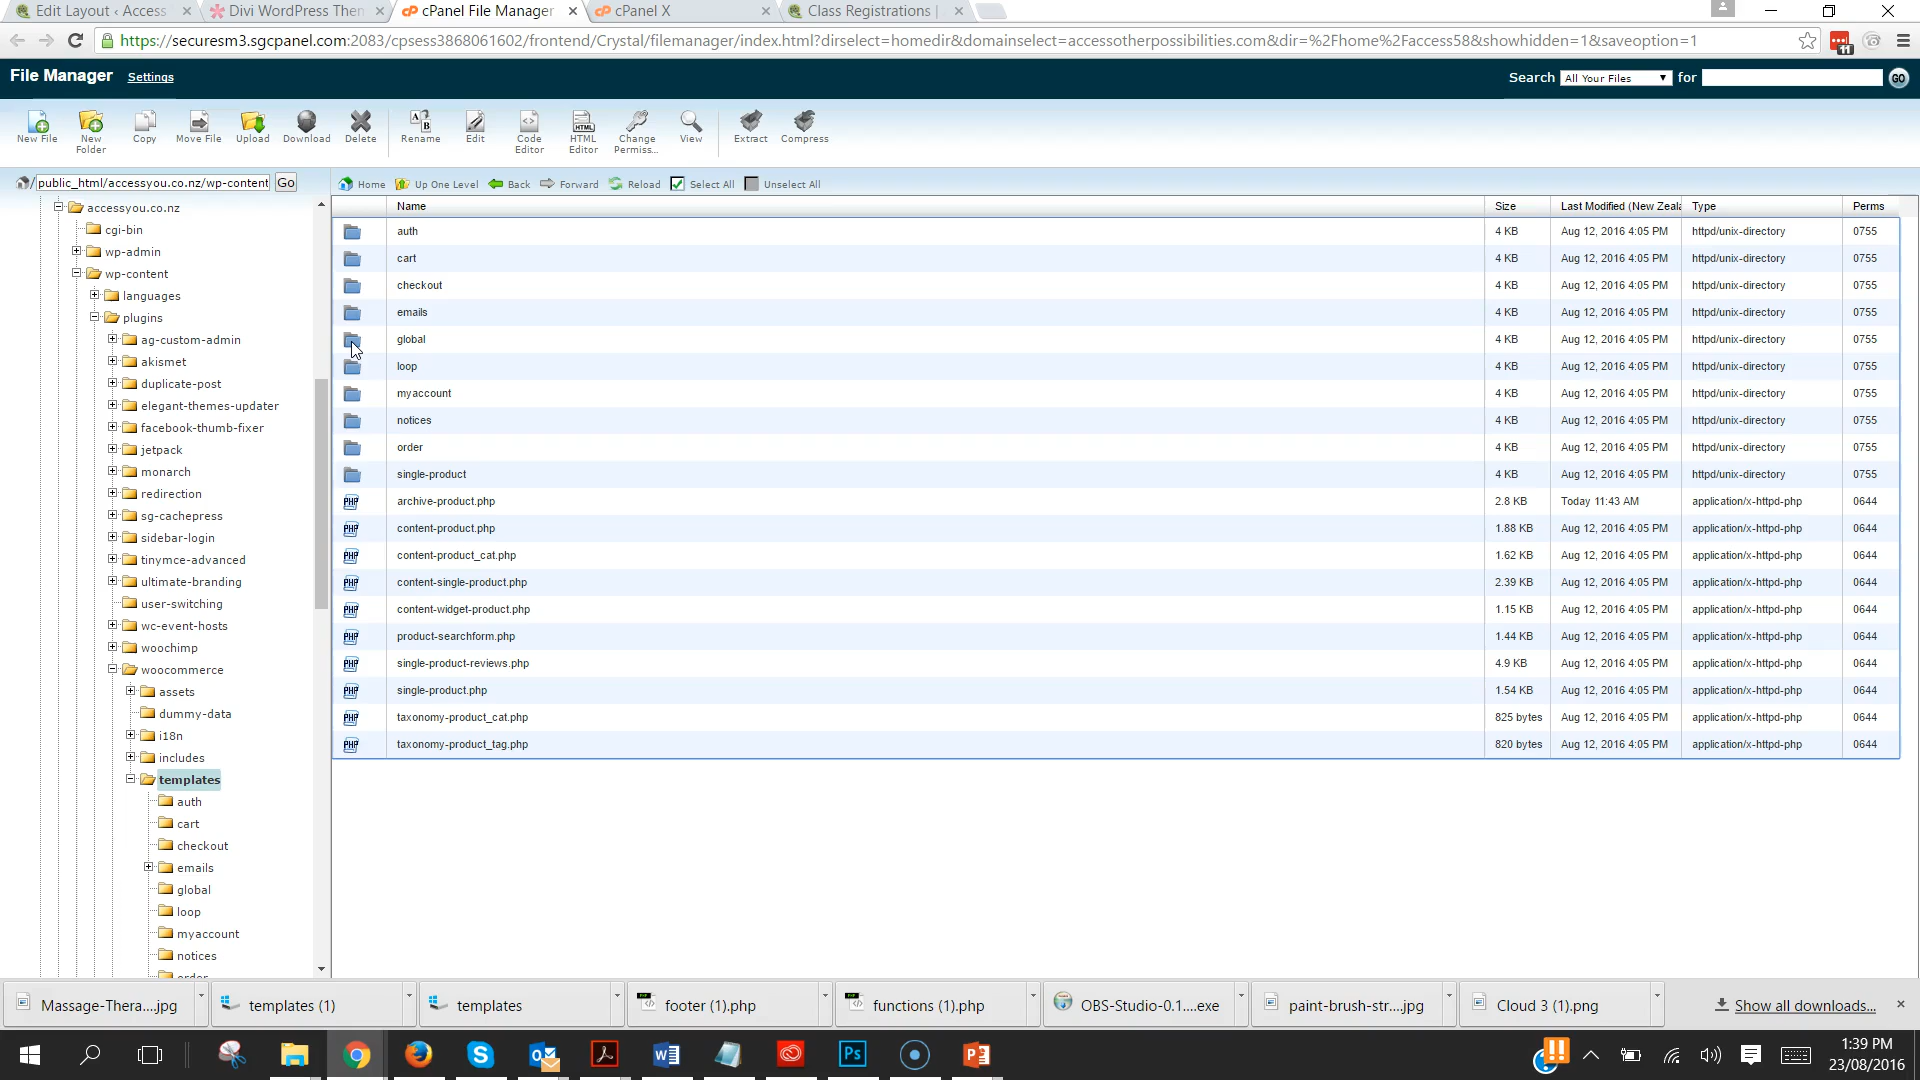 Edit Layout ‹ Access
Divi WordPress Them
cPanel File Manager
cPanel X
Class Registrations |
https://securesm3.sgcpanel.com:2083/cpsess3868061602/frontend/Crystal/filemanager/index.html?dirselect=homedir&domainselect=accessotherpossibilities.com&dir=%2Fhome%2Faccess58&showhidden=1&saveoption=1
11
File Manager Settings
Search All Your Files for GO
New File
New Folder
Copy
Move File
Upload
Download
Delete
Rename
Edit
Code Editor
HTML Editor
Change Permiss...
View
Extract
Compress
/ public_html/accessyou.co.nz/wp-content Go
Home Up One Level Back Forward Reload Select All Unselect All
accessyou.co.nz
cgi-bin
wp-admin
wp-content
languages
plugins
ag-custom-admin
akismet
duplicate-post
elegant-themes-updater
facebook-thumb-fixer
jetpack
monarch
redirection
sg-cachepress
sidebar-login
tinymce-advanced
ultimate-branding
user-switching
wc-event-hosts
woochimp
woocommerce
assets
dummy-data
i18n
includes
templates
auth
cart
checkout
emails
global
loop
myaccount
notices
order
Name Size Last Modified (New Zeala Type Perms
auth 4 KB Aug 12, 2016 4:05 PM httpd/unix-directory 0755
cart 4 KB Aug 12, 2016 4:05 PM httpd/unix-directory 0755
checkout 4 KB Aug 12, 2016 4:05 PM httpd/unix-directory 0755
emails 4 KB Aug 12, 2016 4:05 PM httpd/unix-directory 0755
global 4 KB Aug 12, 2016 4:05 PM httpd/unix-directory 0755
loop 4 KB Aug 12, 2016 4:05 PM httpd/unix-directory 0755
myaccount 4 KB Aug 12, 2016 4:05 PM httpd/unix-directory 0755
notices 4 KB Aug 12, 2016 4:05 PM httpd/unix-directory 0755
order 4 KB Aug 12, 2016 4:05 PM httpd/unix-directory 0755
single-product 4 KB Aug 12, 2016 4:05 PM httpd/unix-directory 0755
PHP archive-product.php 2.8 KB Today 11:43 AM application/x-httpd-php 0644
PHP content-product.php 1.88 KB Aug 12, 2016 4:05 PM application/x-httpd-php 0644
PHP content-product_cat.php 1.62 KB Aug 12, 2016 4:05 PM application/x-httpd-php 0644
PHP content-single-product.php 2.39 KB Aug 12, 2016 4:05 PM application/x-httpd-php 0644
PHP content-widget-product.php 1.15 KB Aug 12, 2016 4:05 PM application/x-httpd-php 0644
PHP product-searchform.php 1.44 KB Aug 12, 2016 4:05 PM application/x-httpd-php 0644
PHP single-product-reviews.php 4.9 KB Aug 12, 2016 4:05 PM application/x-httpd-php 0644
PHP single-product.php 1.54 KB Aug 12, 2016 4:05 PM application/x-httpd-php 0644
PHP taxonomy-product_cat.php 825 bytes Aug 12, 2016 4:05 PM application/x-httpd-php 0644
PHP taxonomy-product_tag.php 820 bytes Aug 12, 2016 4:05 PM application/x-httpd-php 0644
Massage-Thera....jpg
templates (1)
templates
footer (1).php
functions (1).php
OBS-Studio-0.1....exe
paint-brush-str....jpg
Cloud 3 (1).png
Show all downloads...
1:39 PM
23/08/2016